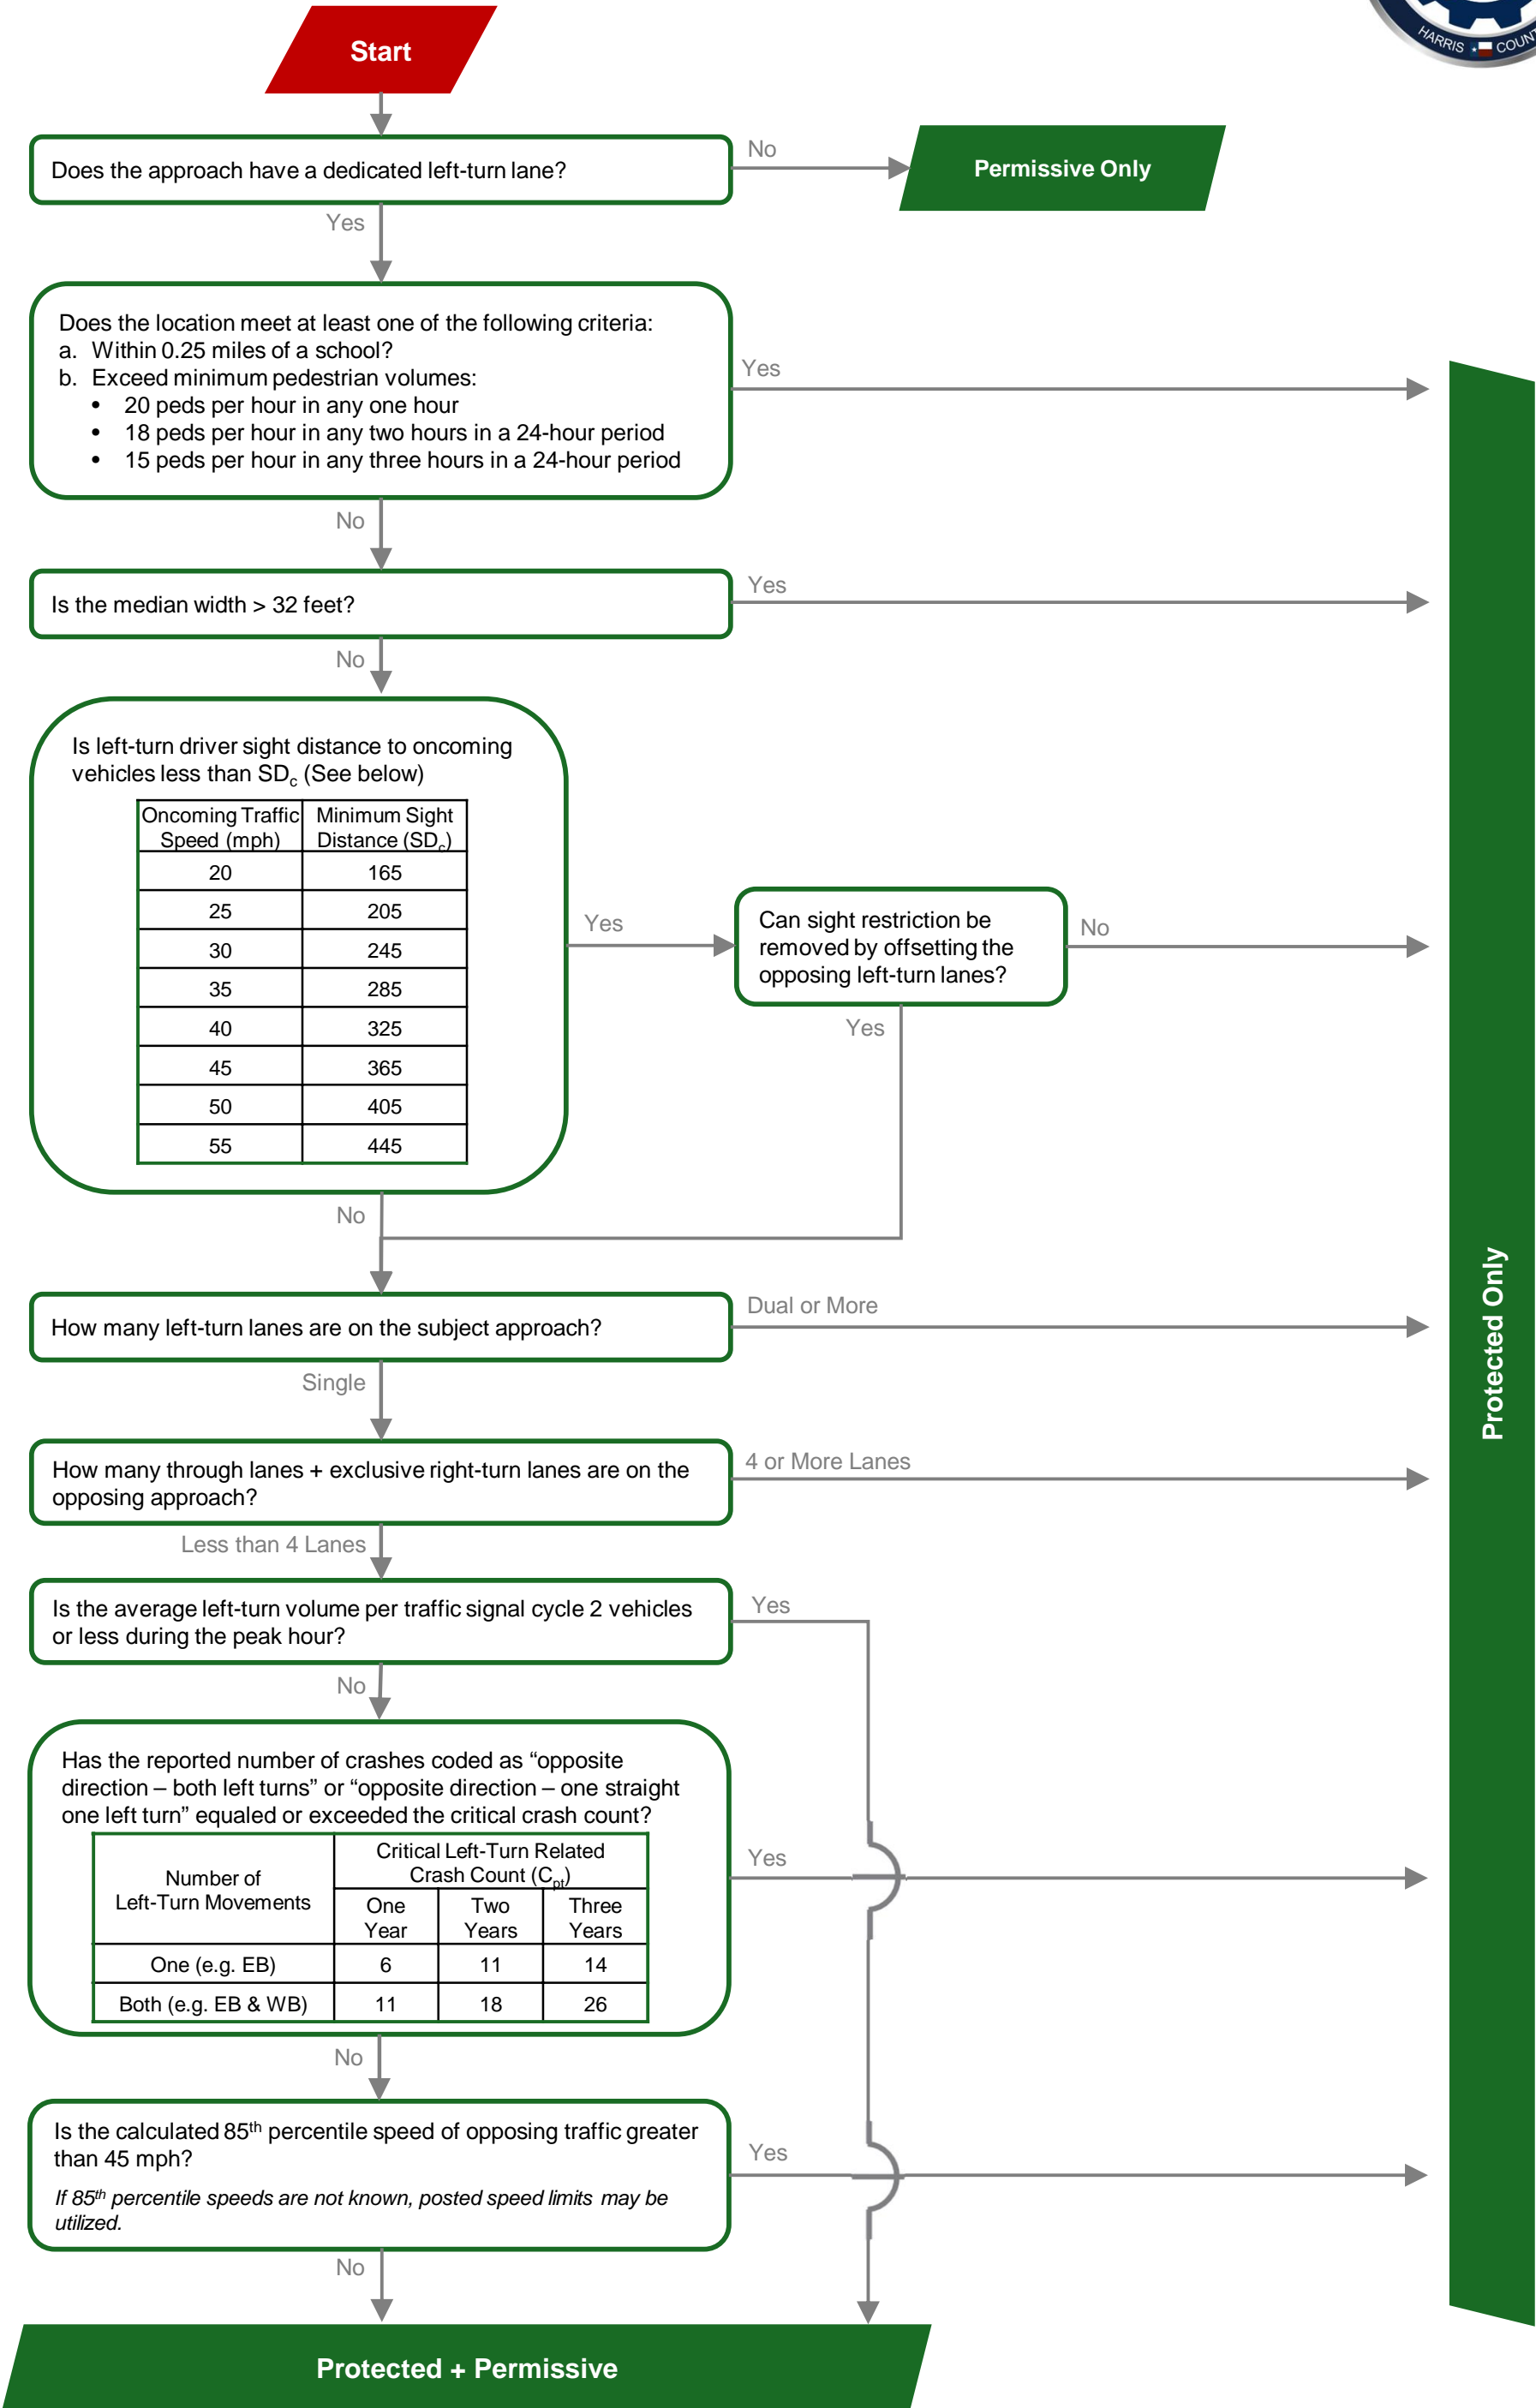 Start
HARRIS
COUNT
Does the approach have a dedicated left-turn lane?
No
Permissive Only
Yes
Does the location meet at least one of the following criteria:
a. Within 0.25 miles of a school?
b. Exceed minimum pedestrian volumes:
• 20 peds per hour in any one hour
• 18 peds per hour in any two hours in a 24-hour period
• 15 peds per hour in any three hours in a 24-hour period
Yes
No
Is the median width > 32 feet?
Yes
No
Is left-turn driver sight distance to oncoming
vehicles less than SDc (See below)
Oncoming Traffic Speed (mph) Minimum Sight Distance (SDc)
20 165
25 205
30 245
35 285
40 325
45 365
50 405
55 445
Yes
Can sight restriction be
removed by offsetting the
opposing left-turn lanes?
No
Yes
No
How many left-turn lanes are on the subject approach?
Dual or More
Single
How many through lanes + exclusive right-turn lanes are on the
opposing approach?
4 or More Lanes
Less than 4 Lanes
Is the average left-turn volume per traffic signal cycle 2 vehicles
or less during the peak hour?
Yes
No
Has the reported number of crashes coded as “opposite
direction – both left turns” or “opposite direction – one straight
one left turn” equaled or exceeded the critical crash count?
Number of
Left-Turn Movements
Critical Left-Turn Related
Crash Count (Cpt)
One Year Two Years Three Years
One (e.g. EB) 6 11 14
Both (e.g. EB & WB) 11 18 26
Yes
No
Is the calculated 85th percentile speed of opposing traffic greater
than 45 mph?
If 85th percentile speeds are not known, posted speed limits may be
utilized.
Yes
No
Protected + Permissive
Protected Only